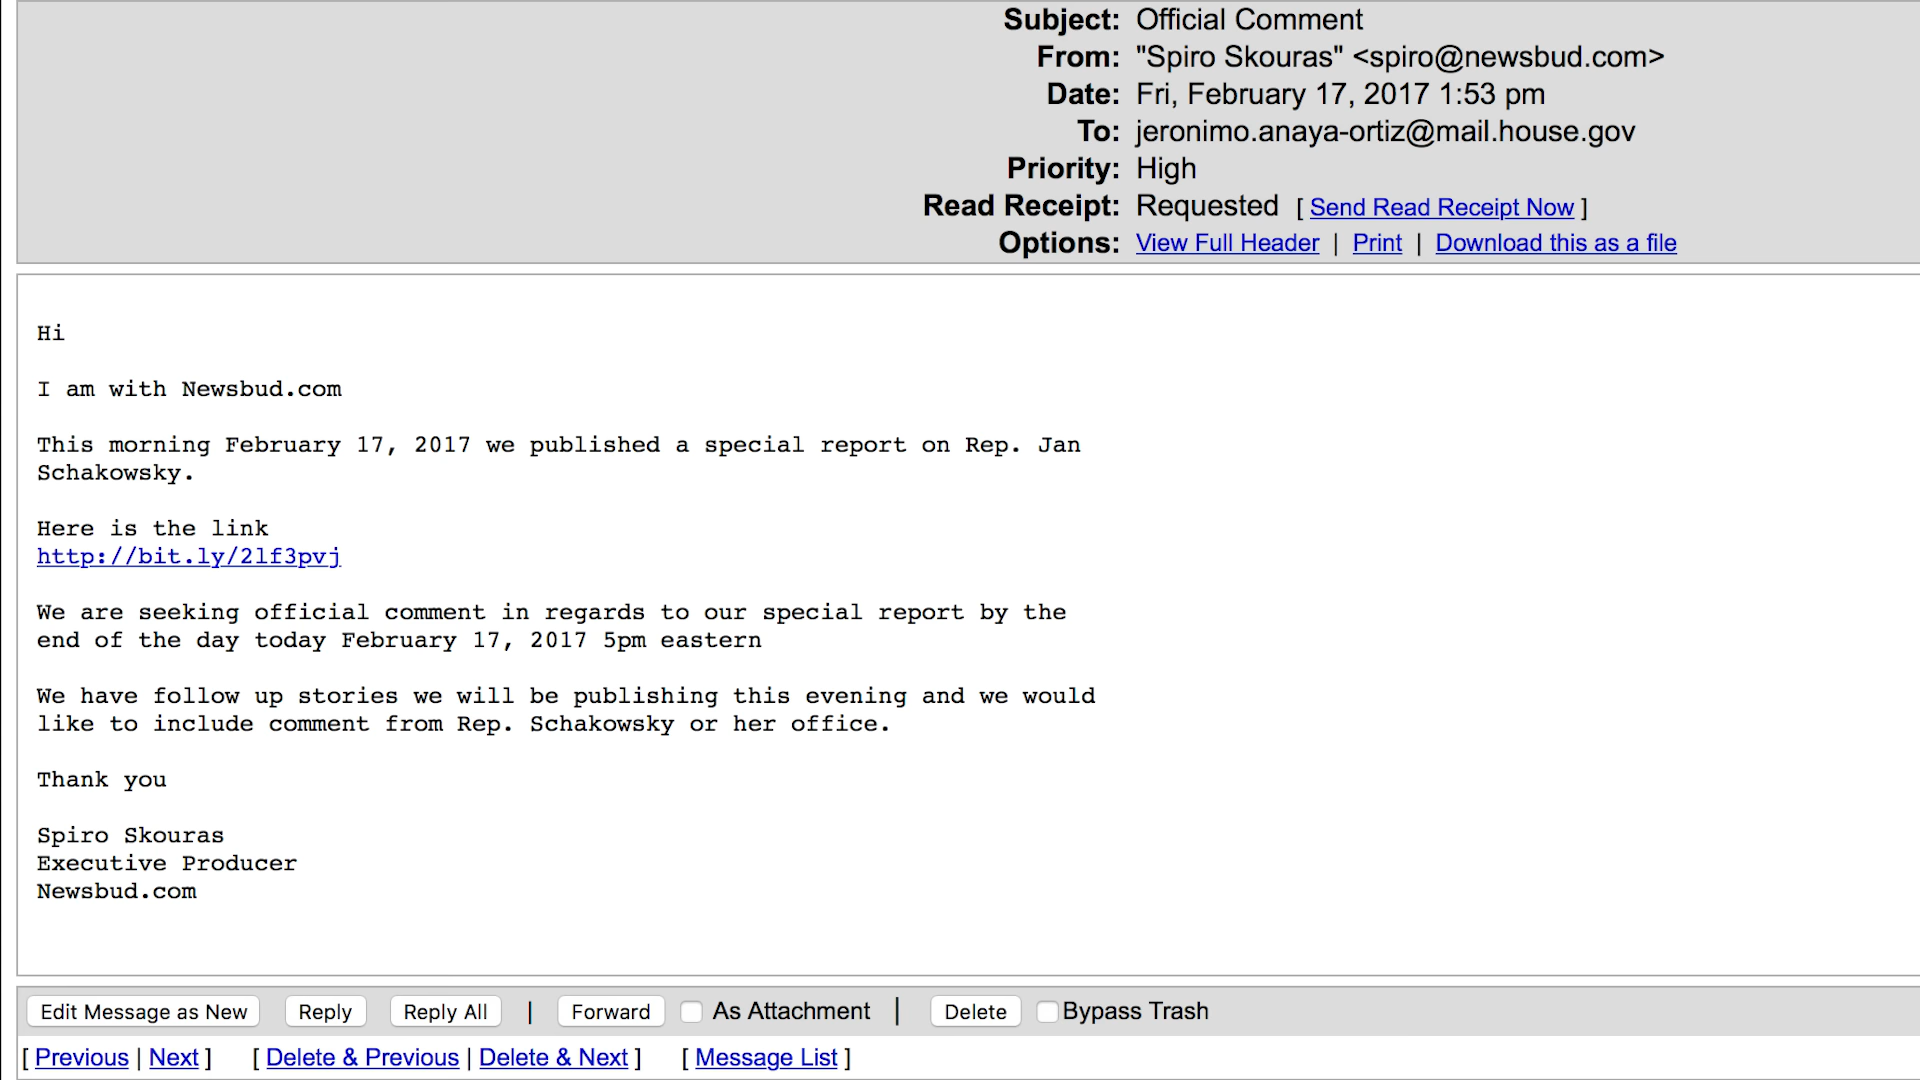 Subject: Official Comment
From: "Spiro Skouras" <spiro@newsbud.com>
Date: Fri, February 17, 2017 1:53 pm
To: jeronimo.anaya-ortiz@mail.house.gov
Priority: High
Read Receipt: Requested [ Send Read Receipt Now ]
Options: View Full Header | Print | Download this as a file
Hi
I am with Newsbud.com
This morning February 17, 2017 we published a special report on Rep. Jan
Schakowsky.
Here is the link
http://bit.ly/2lf3pvj
We are seeking official comment in regards to our special report by the
end of the day today February 17, 2017 5pm eastern
We have follow up stories we will be publishing this evening and we would
like to include comment from Rep. Schakowsky or her office.
Thank you
Spiro Skouras
Executive Producer
Newsbud.com
Edit Message as New Reply Reply All | Forward As Attachment | Delete Bypass Trash
[ Previous | Next ] [ Delete & Previous | Delete & Next ] [ Message List ]